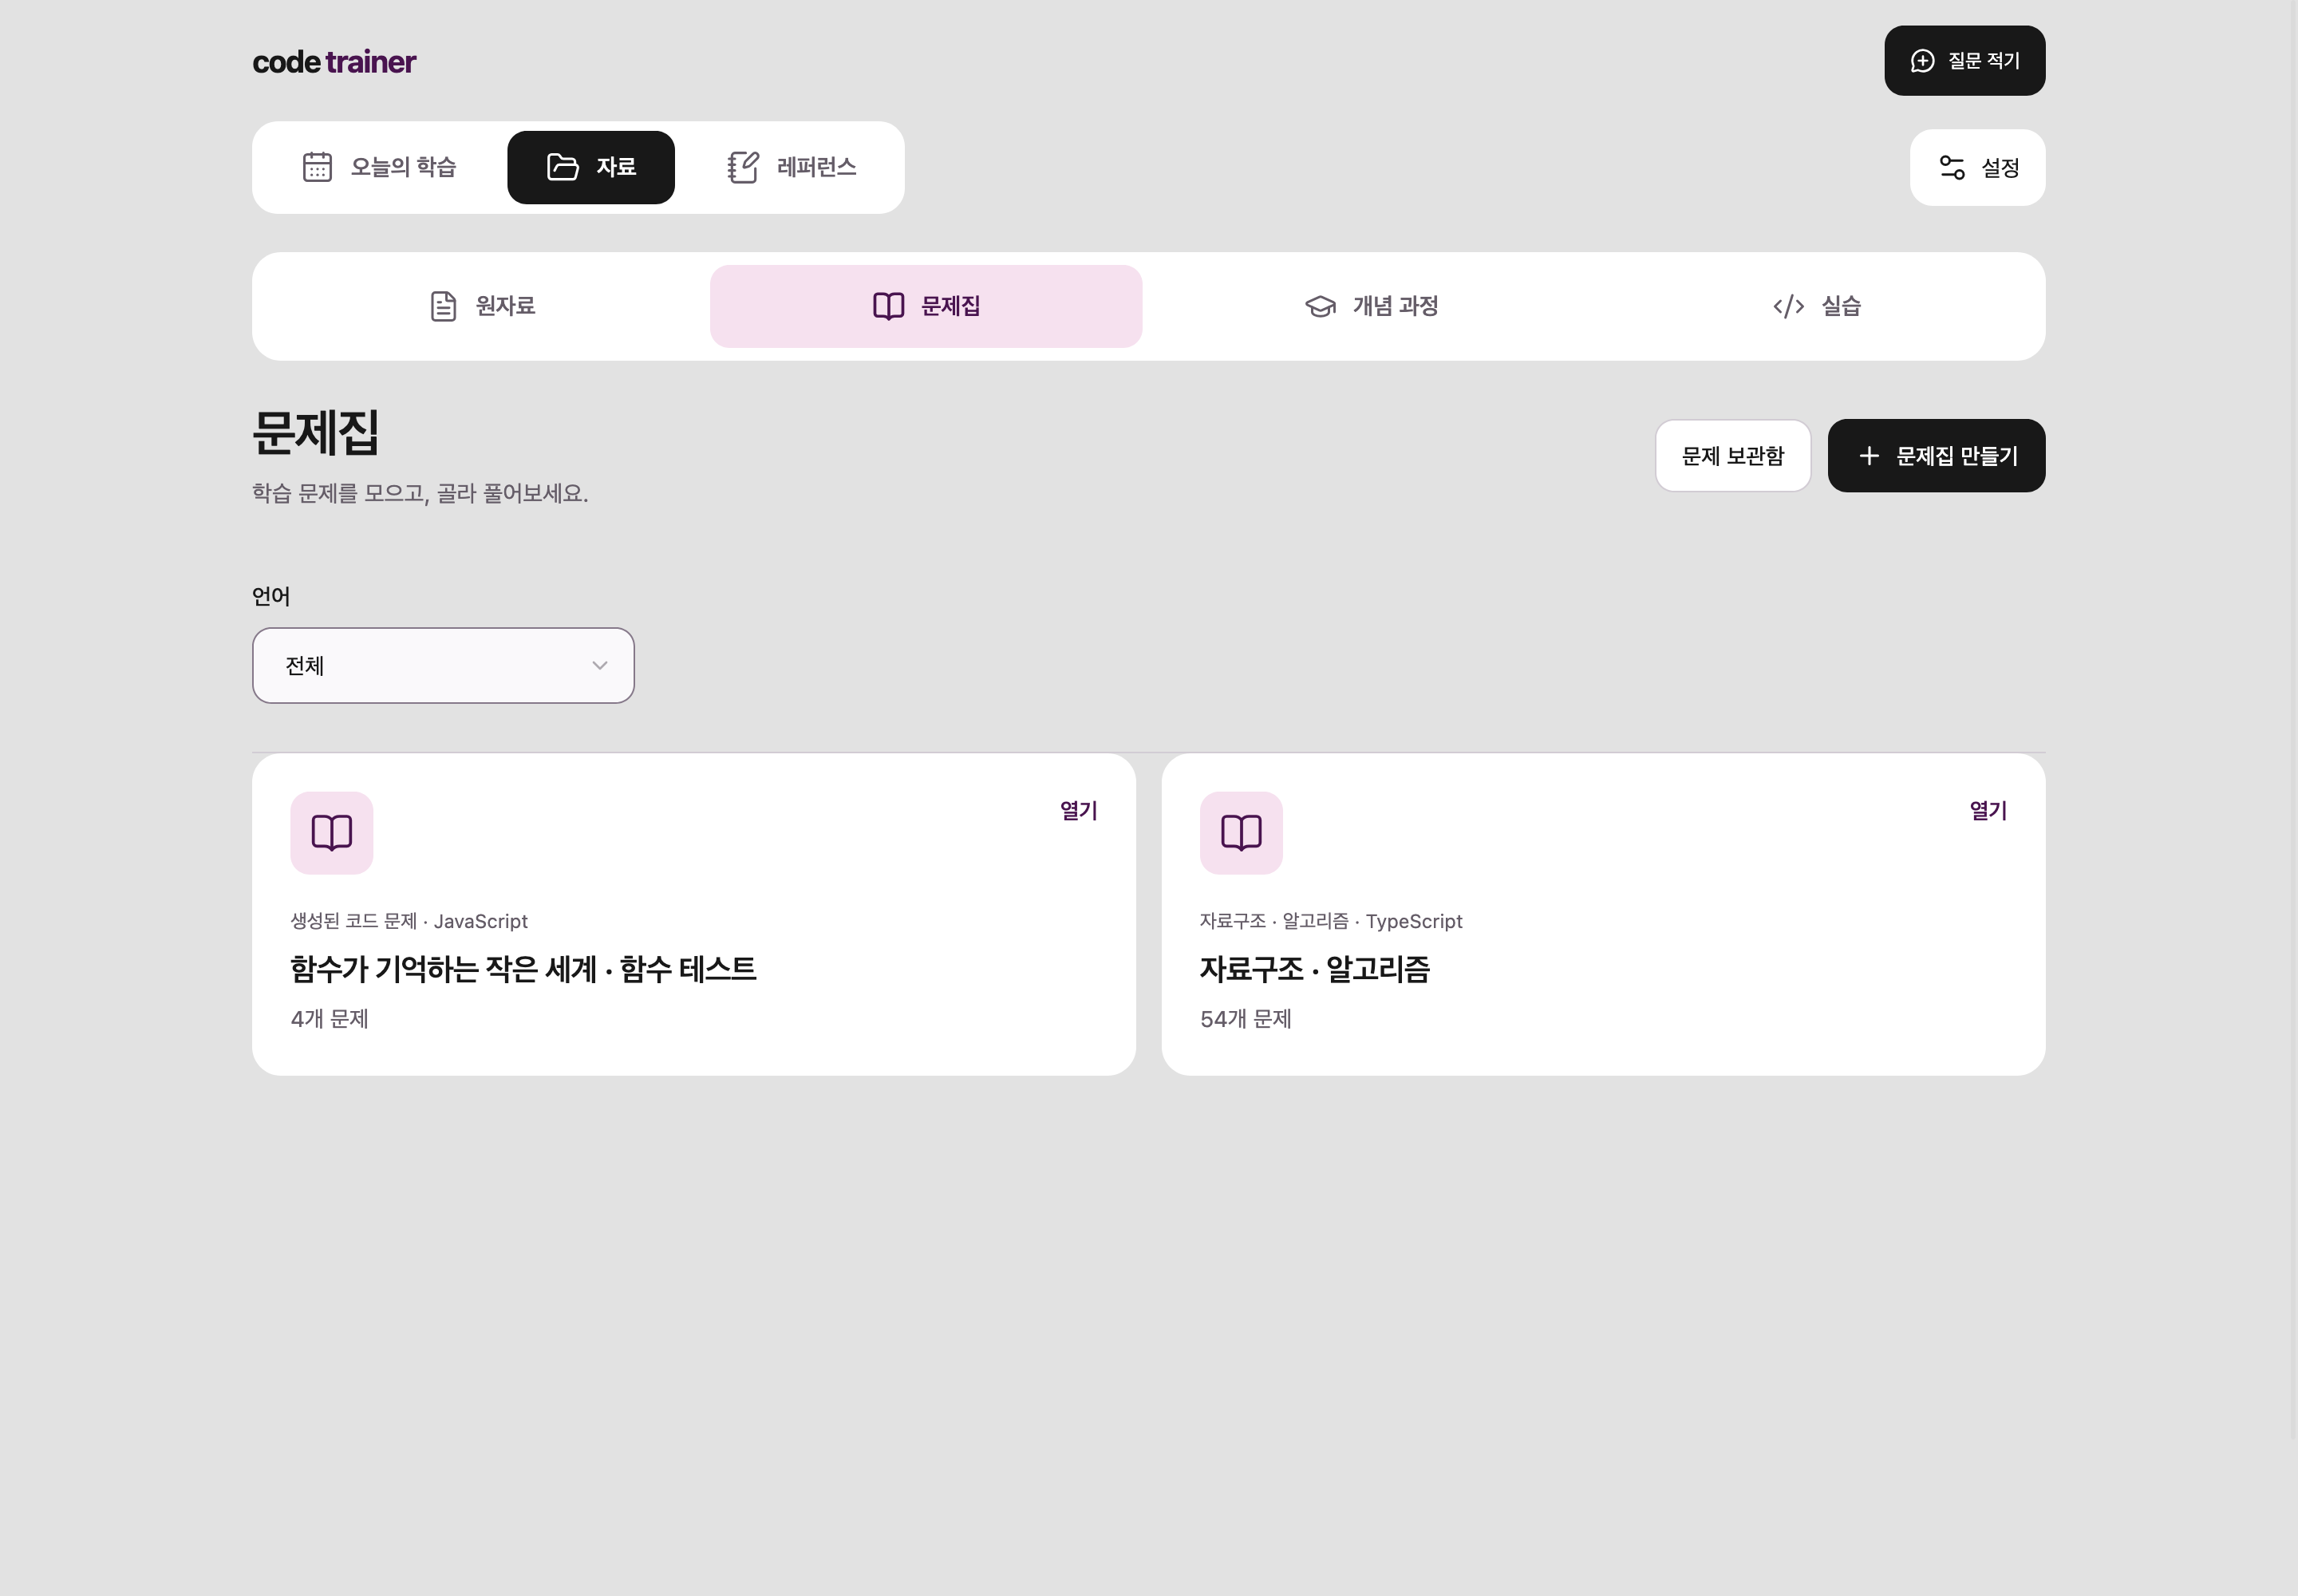 code trainer
질문 적기
오늘의 학습
자료
레퍼런스
설정
원자료
문제집
개념 과정
실습
문제집
학습 문제를 모으고, 골라 풀어보세요.
문제 보관함
문제집 만들기
언어
전체
열기
생성된 코드 문제 · JavaScript
함수가 기억하는 작은 세계 · 함수 테스트
4개 문제
열기
자료구조 · 알고리즘 · TypeScript
자료구조 · 알고리즘
54개 문제